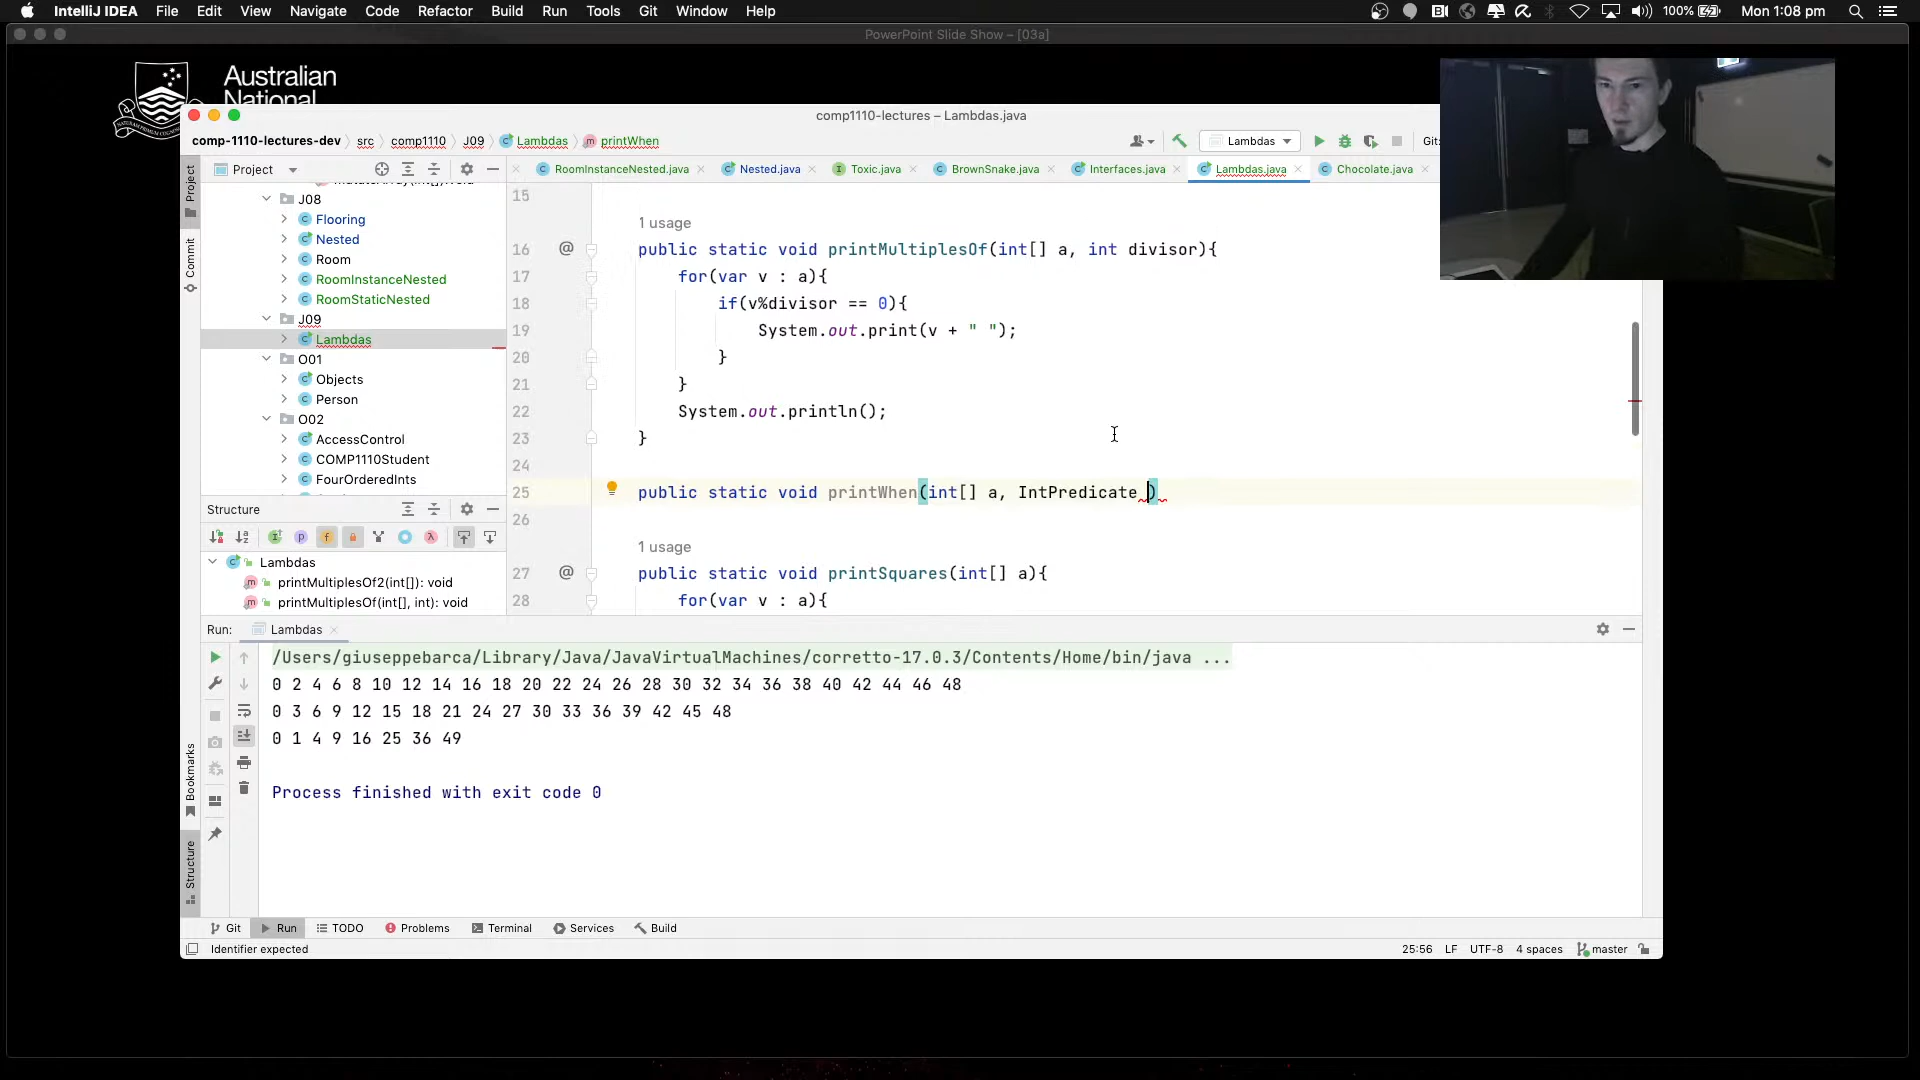 IntelliJ IDEA File Edit View Navigate Code Refactor Build Run Tools Git Window Help 100% Mon 1:08 pm
PowerPoint Slide Show – [03a]
Australian
National
comp1110-lectures – Lambdas.java
comp1110-lectures-dev src comp1110 J09 Lambdas printWhen Lambdas Git:
Project RoomInstanceNested.java Nested.java Toxic.java BrownSnake.java Interfaces.java Lambdas.java Chocolate.java
Project
Commit
Bookmarks
Structure
J08
Flooring
Nested
Room
RoomInstanceNested
RoomStaticNested
J09
Lambdas
O01
Objects
Person
O02
AccessControl
COMP1110Student
FourOrderedInts
Structure
Lambdas
printMultiplesOf2(int[]): void
printMultiplesOf(int[], int): void
15
1 usage
16 @ public static void printMultiplesOf(int[] a, int divisor){
17 for(var v : a){
18 if(v%divisor == 0){
19 System.out.print(v + " ");
20 }
21 }
22 System.out.println();
23 }
24
25 public static void printWhen(int[] a, IntPredicate )
26
1 usage
27 @ public static void printSquares(int[] a){
28 for(var v : a){
Run: Lambdas
/Users/giuseppebarca/Library/Java/JavaVirtualMachines/corretto-17.0.3/Contents/Home/bin/java ...
0 2 4 6 8 10 12 14 16 18 20 22 24 26 28 30 32 34 36 38 40 42 44 46 48
0 3 6 9 12 15 18 21 24 27 30 33 36 39 42 45 48
0 1 4 9 16 25 36 49
Process finished with exit code 0
Git Run TODO Problems Terminal Services Build
Identifier expected 25:56 LF UTF-8 4 spaces master